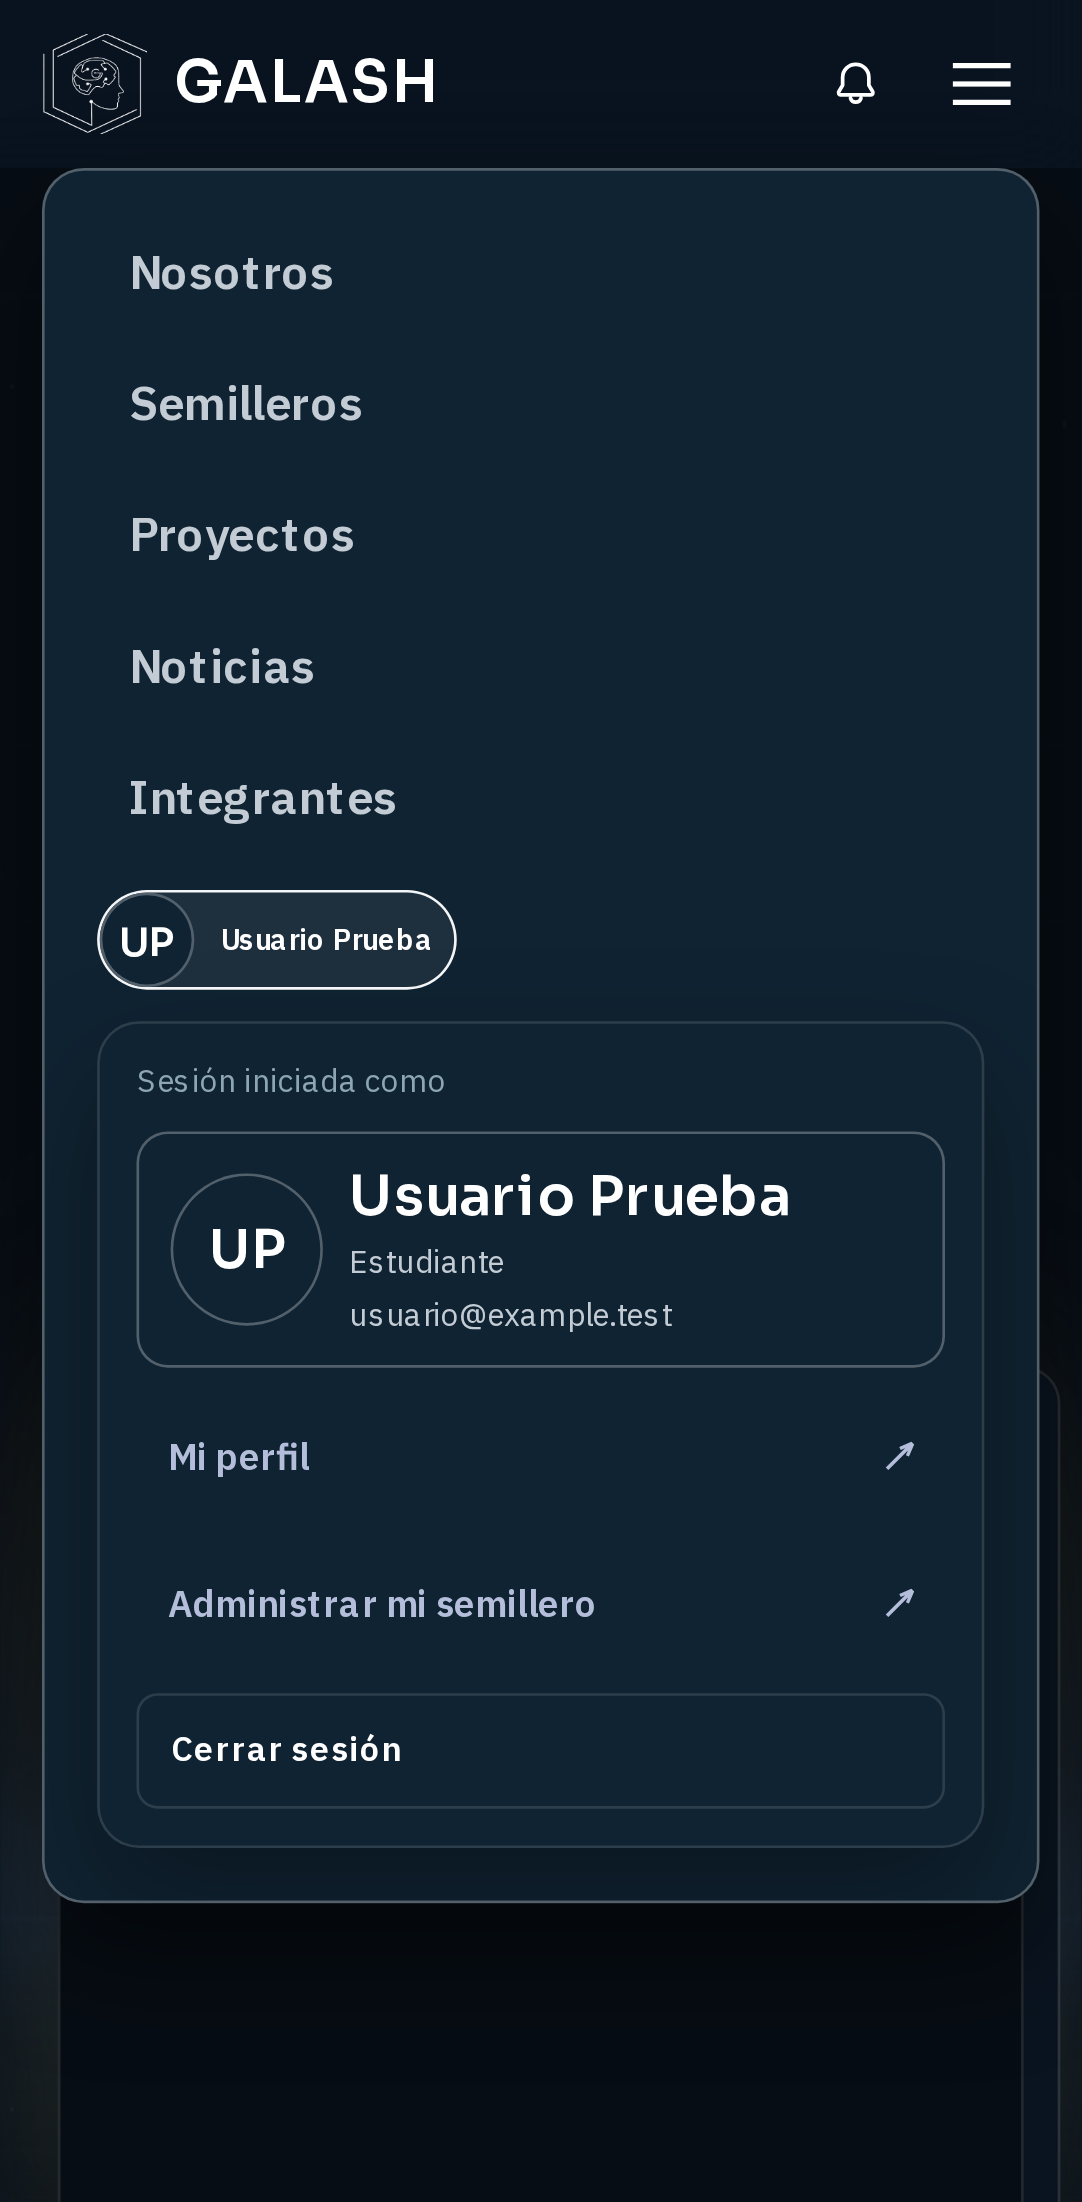 GALASH
Nosotros
Semilleros
Proyectos
Noticias
Integrantes
UP Usuario Prueba
Sesión iniciada como
UP
Usuario Prueba
Estudiante
usuario@example.test
Mi perfil
Administrar mi semillero
Cerrar sesión